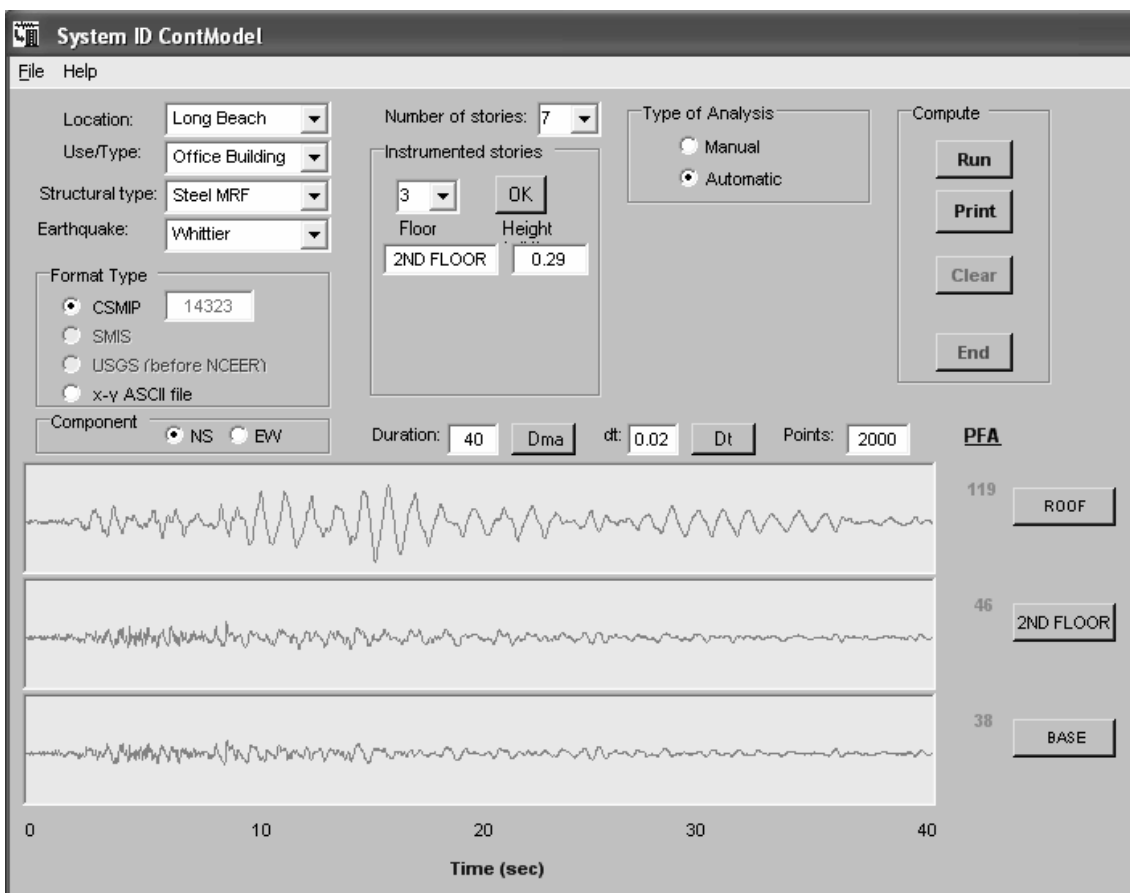 System ID ContModel
File Help
Location: Long Beach
Use/Type: Office Building
Structural type: Steel MRF
Earthquake: Whittier
Format Type
CSMIP 14323
SMIS
USGS (before NCEER)
x-y ASCII file
Component
NS EW
Number of stories: 7
Instrumented stories
3 OK
Floor Height
2ND FLOOR 0.29
Type of Analysis
Manual
Automatic
Compute
Run
Print
Clear
End
Duration: 40 Dma dt: 0.02 Dt Points: 2000 PFA
119 ROOF
46 2ND FLOOR
38 BASE
0 10 20 30 40
Time (sec)